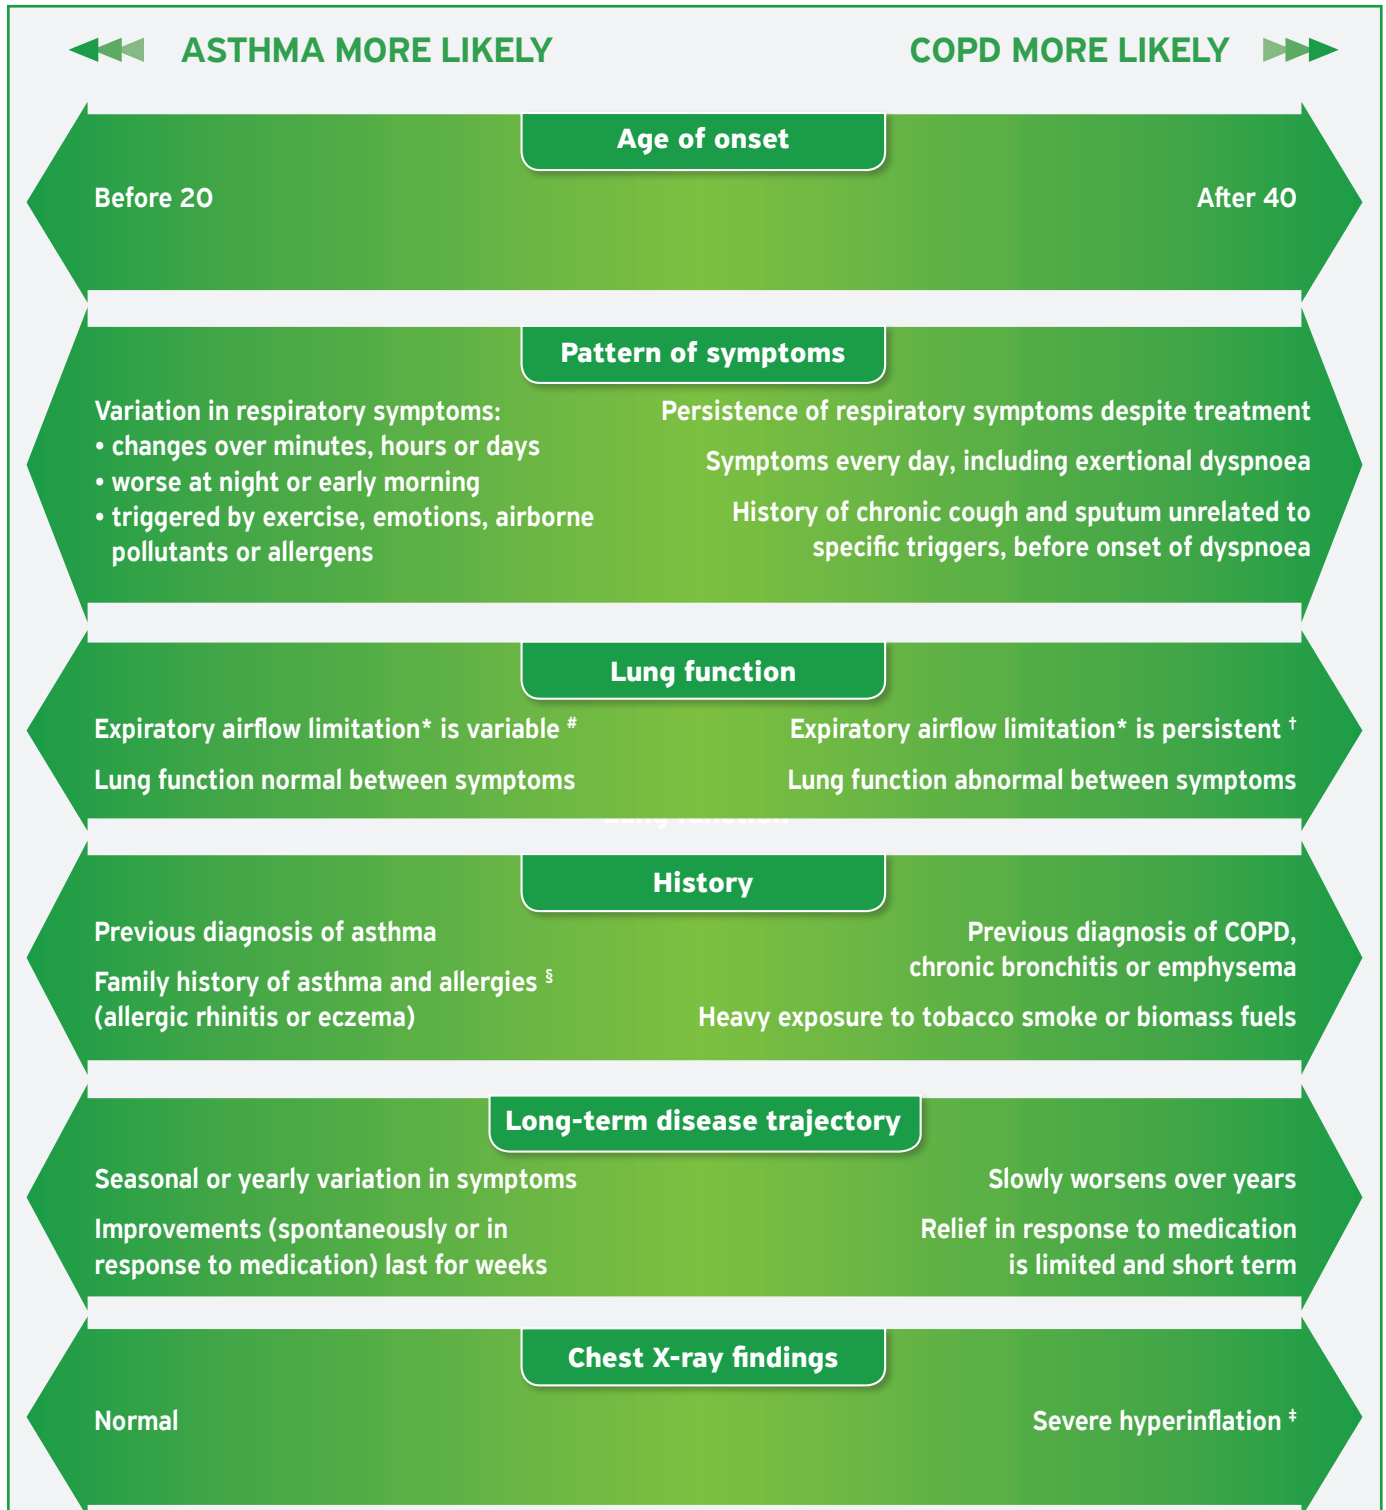 ASTHMA MORE LIKELY
COPD MORE LIKELY
Age of onset
Before 20
After 40
Pattern of symptoms
Variation in respiratory symptoms:
• changes over minutes, hours or days
• worse at night or early morning
• triggered by exercise, emotions, airborne
pollutants or allergens
Persistence of respiratory symptoms despite treatment
Symptoms every day, including exertional dyspnoea
History of chronic cough and sputum unrelated to
specific triggers, before onset of dyspnoea
Lung function
Expiratory airflow limitation* is variable #
Lung function normal between symptoms
Expiratory airflow limitation* is persistent †
Lung function abnormal between symptoms
Lung function
History
Previous diagnosis of asthma
Family history of asthma and allergies §
(allergic rhinitis or eczema)
Previous diagnosis of COPD,
chronic bronchitis or emphysema
Heavy exposure to tobacco smoke or biomass fuels
Long-term disease trajectory
Seasonal or yearly variation in symptoms
Improvements (spontaneously or in
response to medication) last for weeks
Slowly worsens over years
Relief in response to medication
is limited and short term
Chest X-ray findings
Normal
Severe hyperinflation ‡